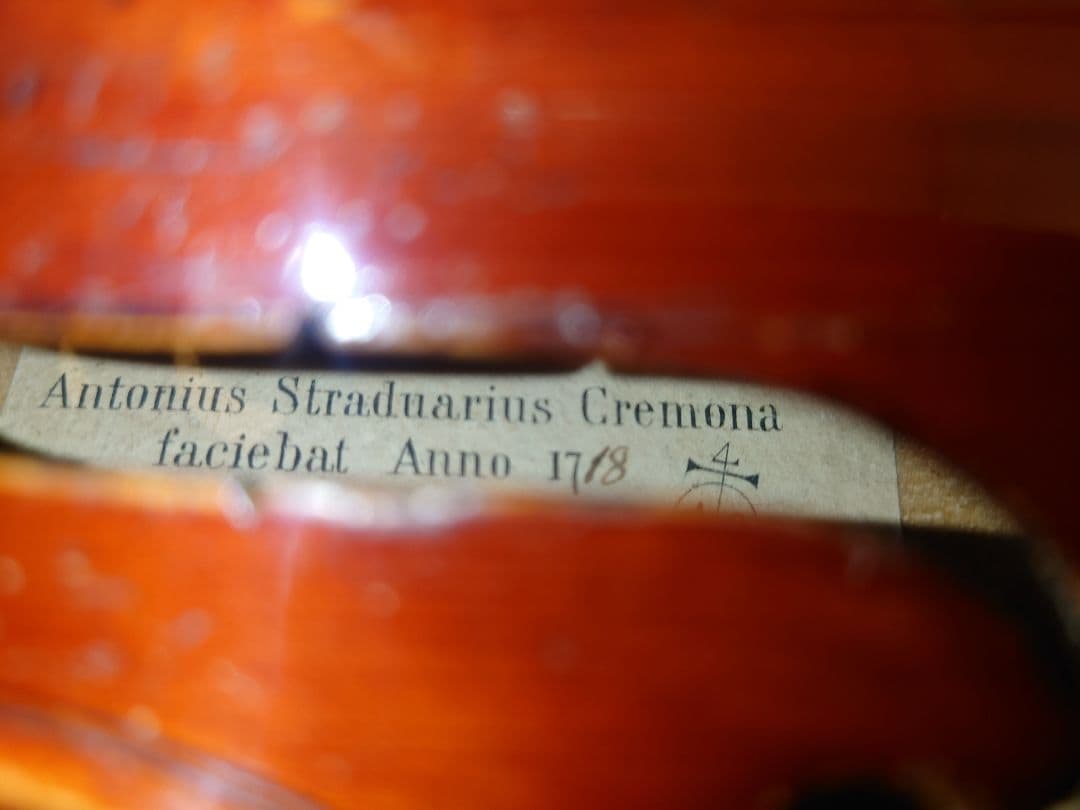 Antonius Straduarius Cremona
faciebat Anno 1718